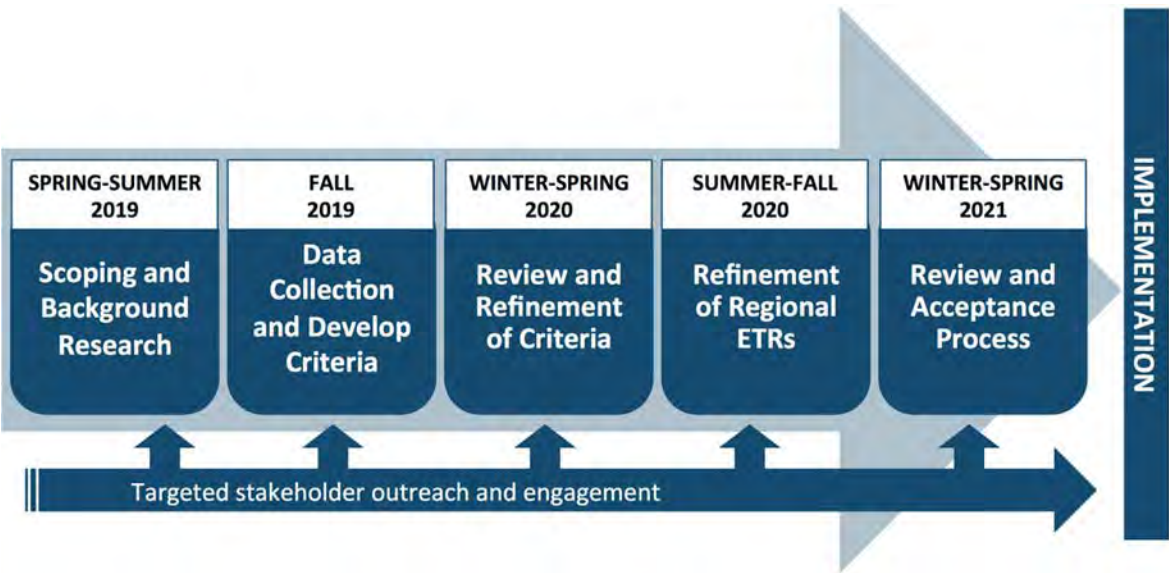 SPRING-SUMMER
2019
Scoping and
Background
Research
FALL
2019
Data
Collection
and Develop
Criteria
WINTER-SPRING
2020
Review and
Refinement
of Criteria
SUMMER-FALL
2020
Refinement
of Regional
ETRs
WINTER-SPRING
2021
Review and
Acceptance
Process
IMPLEMENTATION
Targeted stakeholder outreach and engagement